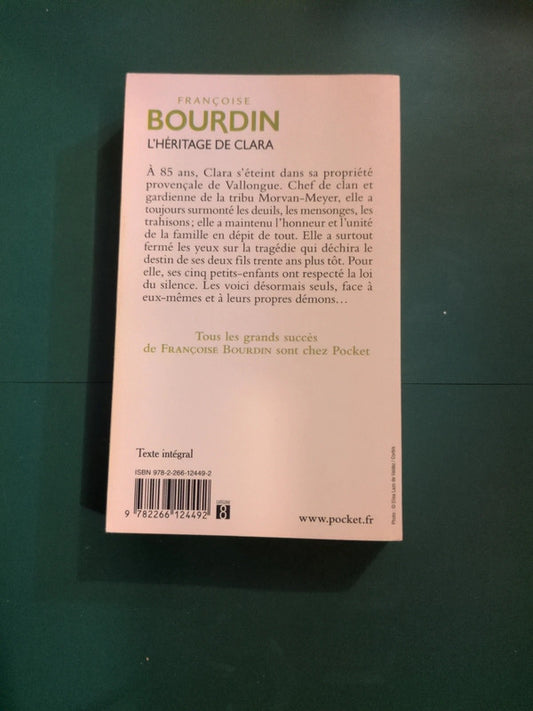 FRANÇOISE
BOURDIN
L'HÉRITAGE DE CLARA
À 85 ans, Clara s'éteint dans sa propriété
provençale de Vallongue. Chef de clan et
gardienne de la tribu Morvan-Meyer, elle a
toujours surmonté les deuils, les mensonges, les
trahisons ; elle a maintenu l'honneur et l'unité
de la famille en dépit de tout. Elle a surtout
fermé les yeux sur la tragédie qui déchira le
destin de ses deux fils trente ans plus tôt. Pour
elle, ses cinq petits-enfants ont respecté la loi
du silence. Les voici désormais seuls, face à
eux-mêmes et à leurs propres démons…
Tous les grands succès
de FRANÇOISE BOURDIN sont chez Pocket
Texte intégral
ISBN 978-2-266-12449-2
9 782266 124492
8
www.pocket.fr
Photo : © Elisa Lazo de Valdez / Corbis